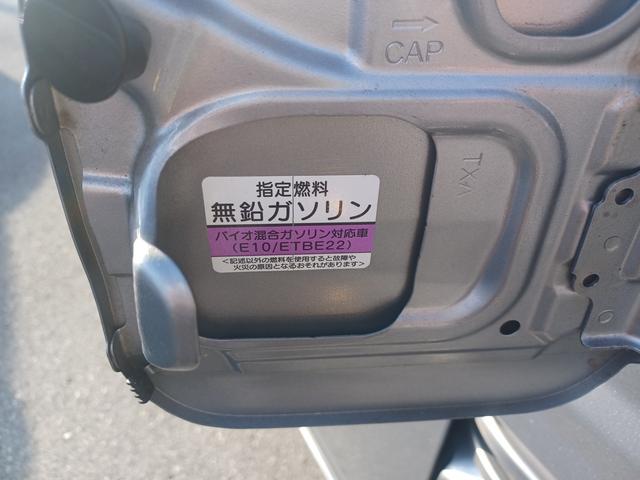 CAP
TXA
指定燃料
無鉛ガソリン
バイオ混合ガソリン対応車
(E10/ETBE22)
<記述以外の燃料を使用すると故障や
火災の原因となるおそれがあります>